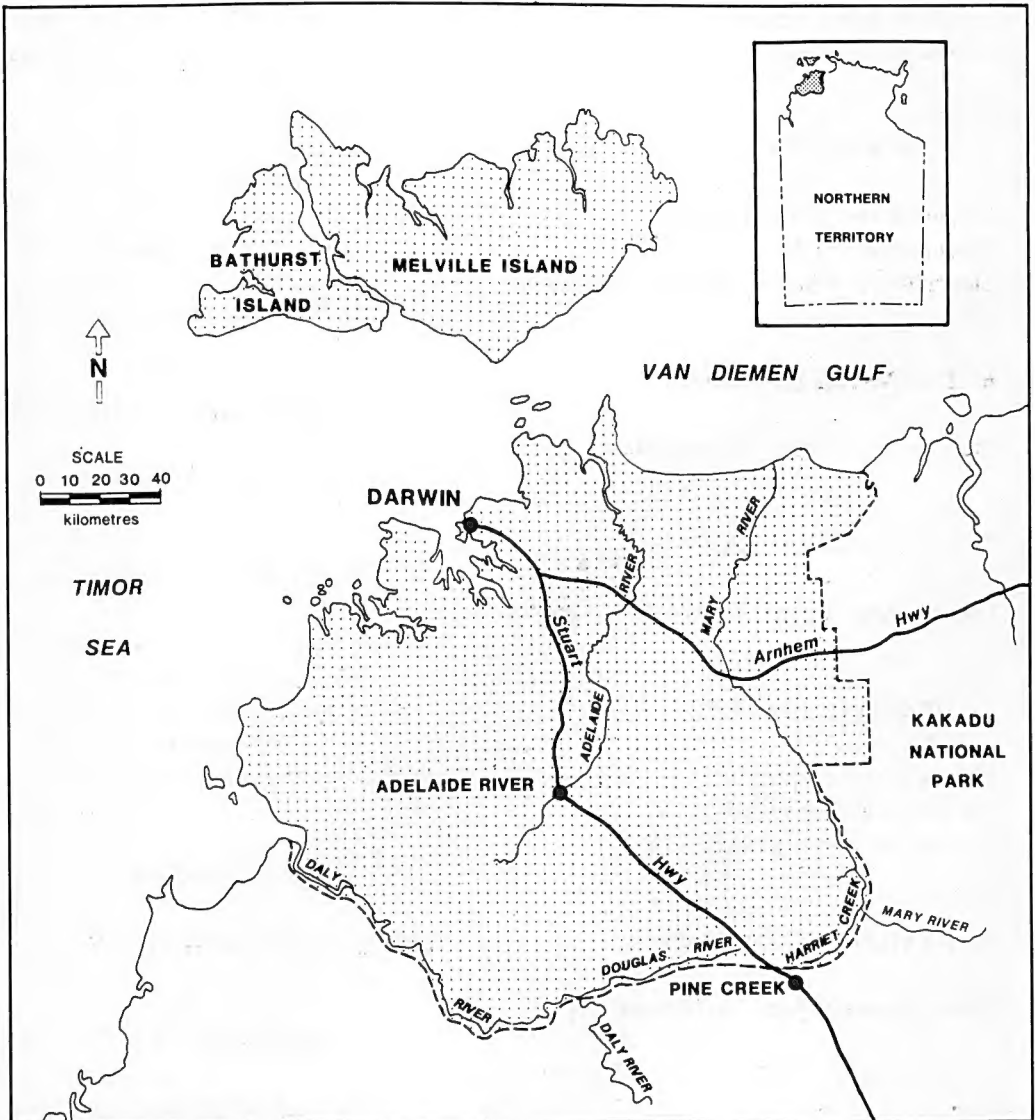 NORTHERN
TERRITORY
BATHURST
ISLAND
MELVILLE ISLAND
N
VAN DIEMEN GULF
SCALE
0 10 20 30 40
kilometres
DARWIN
TIMOR
SEA
RIVER
RIVER
MARY
Stuart
Arnhem
Hwy
ADELAIDE
KAKADU
NATIONAL
PARK
ADELAIDE RIVER
DALY
Hwy
HARRIET CREEK
MARY RIVER
DOUGLAS RIVER
PINE CREEK
RIVER
DALY RIVER